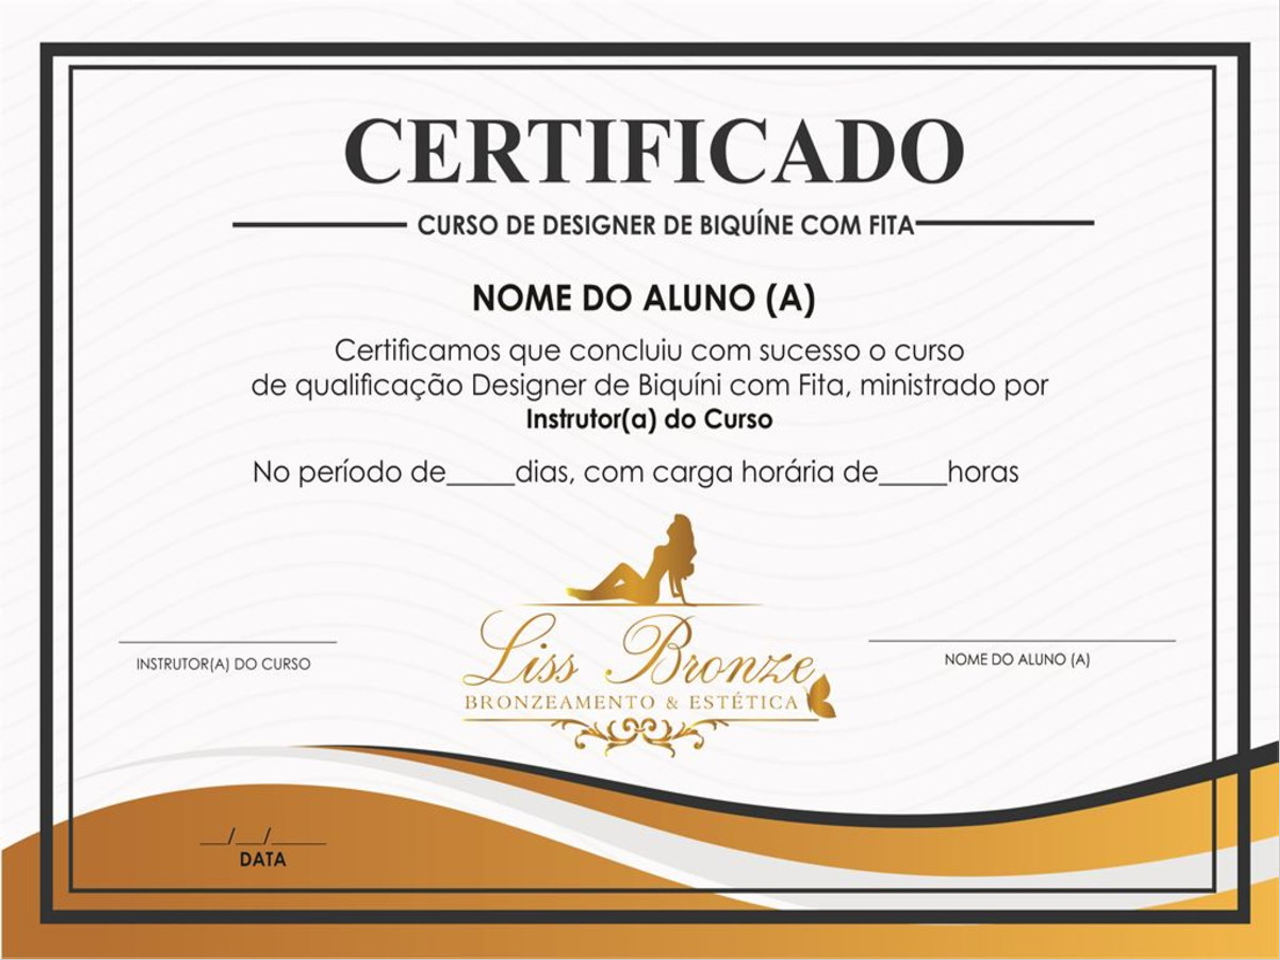 CERTIFICADO
CURSO DE DESIGNER DE BIQUÍNE COM FITA
NOME DO ALUNO (A)
Certificamos que concluiu com sucesso o curso
de qualificação Designer de Biquíni com Fita, ministrado por
Instrutor(a) do Curso
No período de_____dias, com carga horária de_____horas
Liss Bronze
BRONZEAMENTO & ESTÉTICA
INSTRUTOR(A) DO CURSO
NOME DO ALUNO (A)
___/___/______
DATA